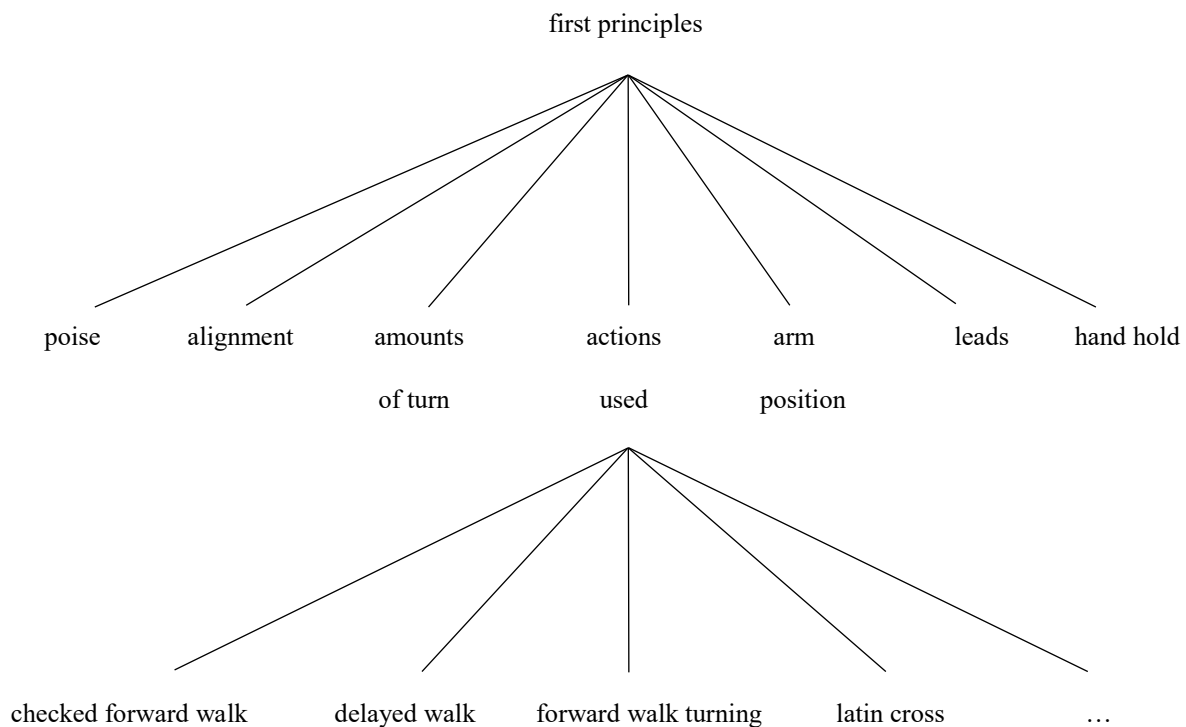 first principles
poise alignment amounts actions arm leads hand hold
of turn used position
checked forward walk delayed walk forward walk turning latin cross …